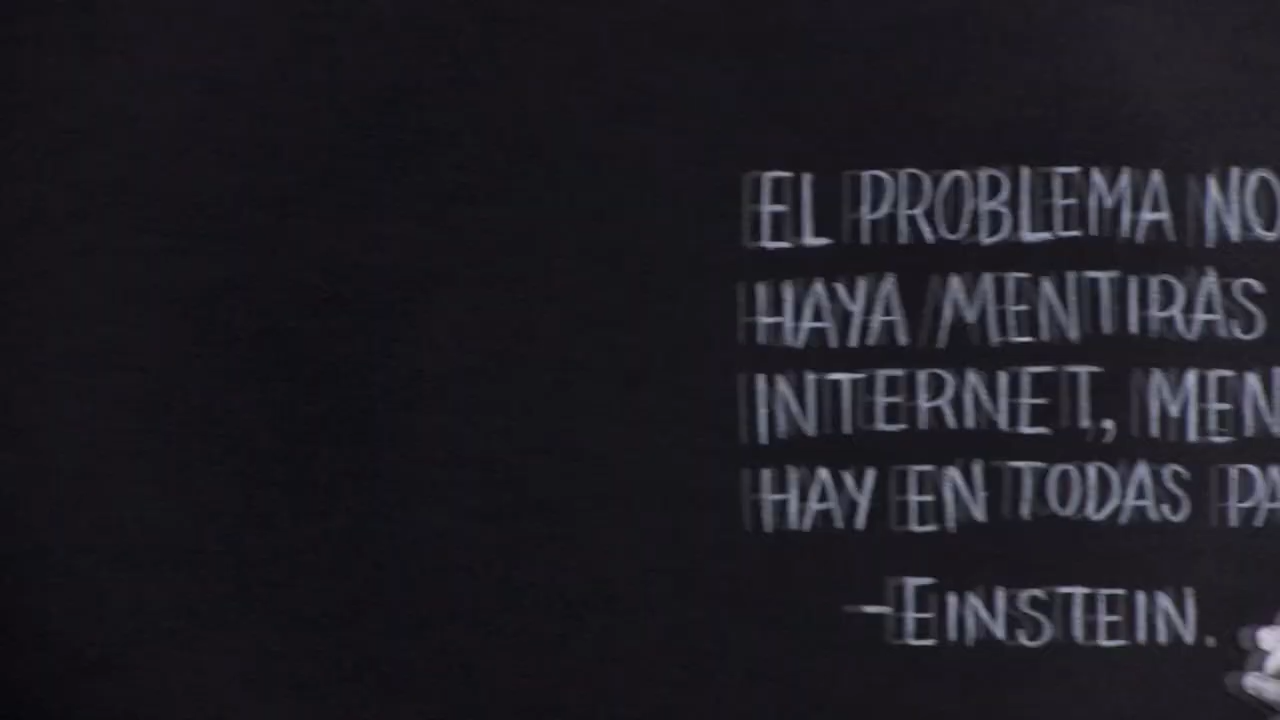 EL PROBLEMA NO
HAYA MENTIRAS
INTERNET, MEN
HAY EN TODAS PA
-EINSTEIN.